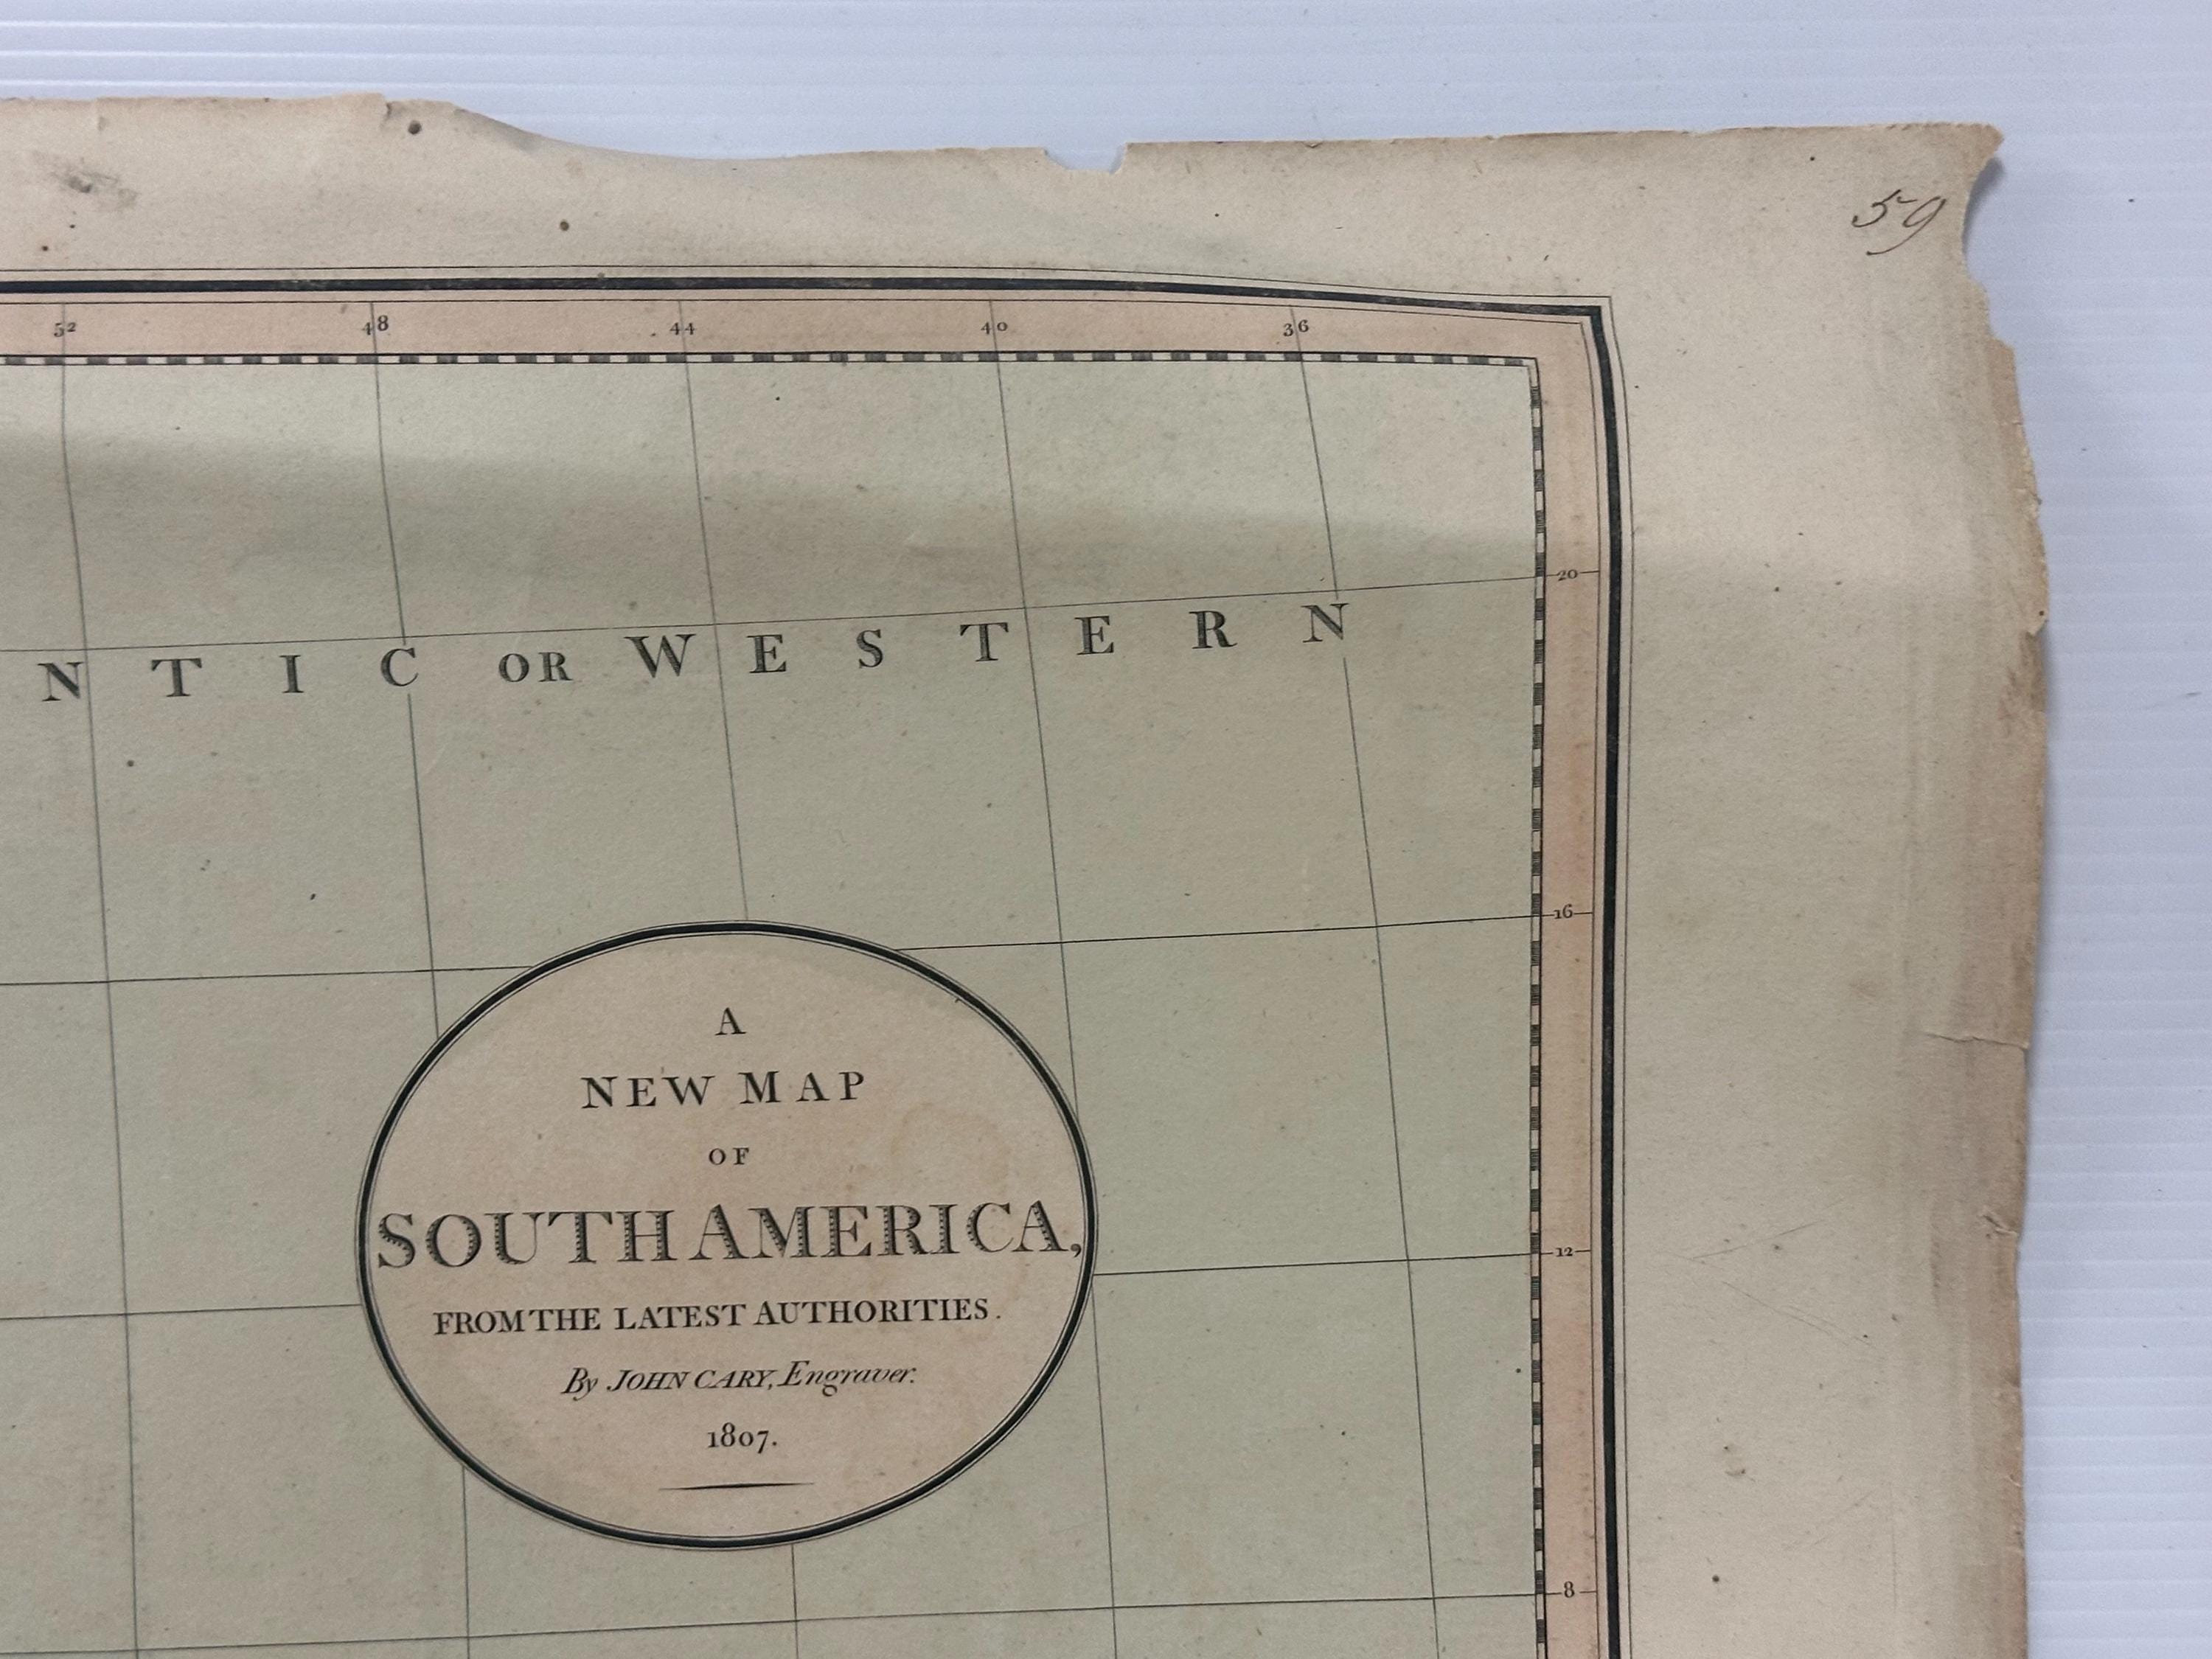 59
52 48 44 40 36
20
NTIC OR WESTERN
16
A
NEW MAP
OF
SOUTH AMERICA,
FROM THE LATEST AUTHORITIES.
By JOHN CARY, Engraver.
1807.
12
8